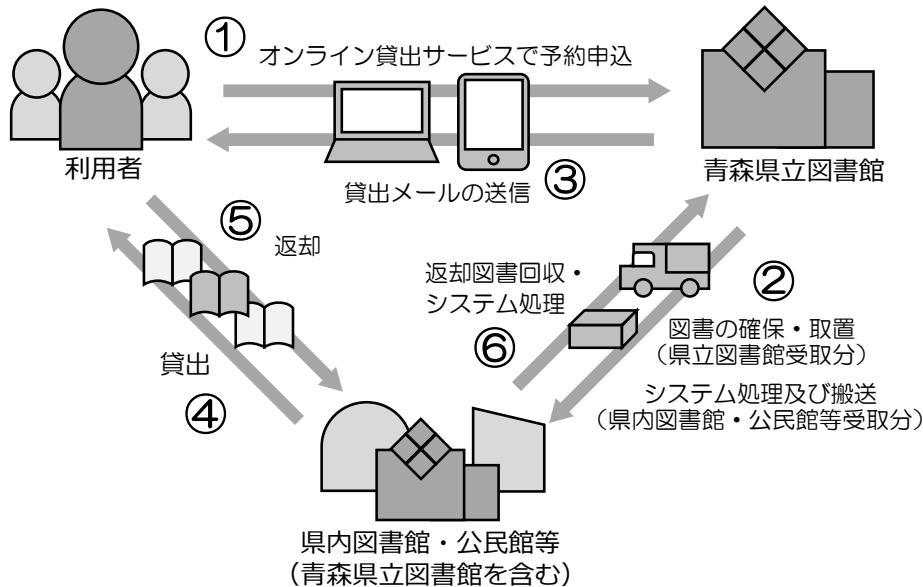 ①
オンライン貸出サービスで予約申込
利用者
青森県立図書館
貸出メールの送信
③
⑤
返却
返却図書回収・
システム処理
②
図書の確保・取置
（県立図書館受取分）
⑥
貸出
システム処理及び搬送
（県内図書館・公民館等受取分）
④
県内図書館・公民館等
（青森県立図書館を含む）